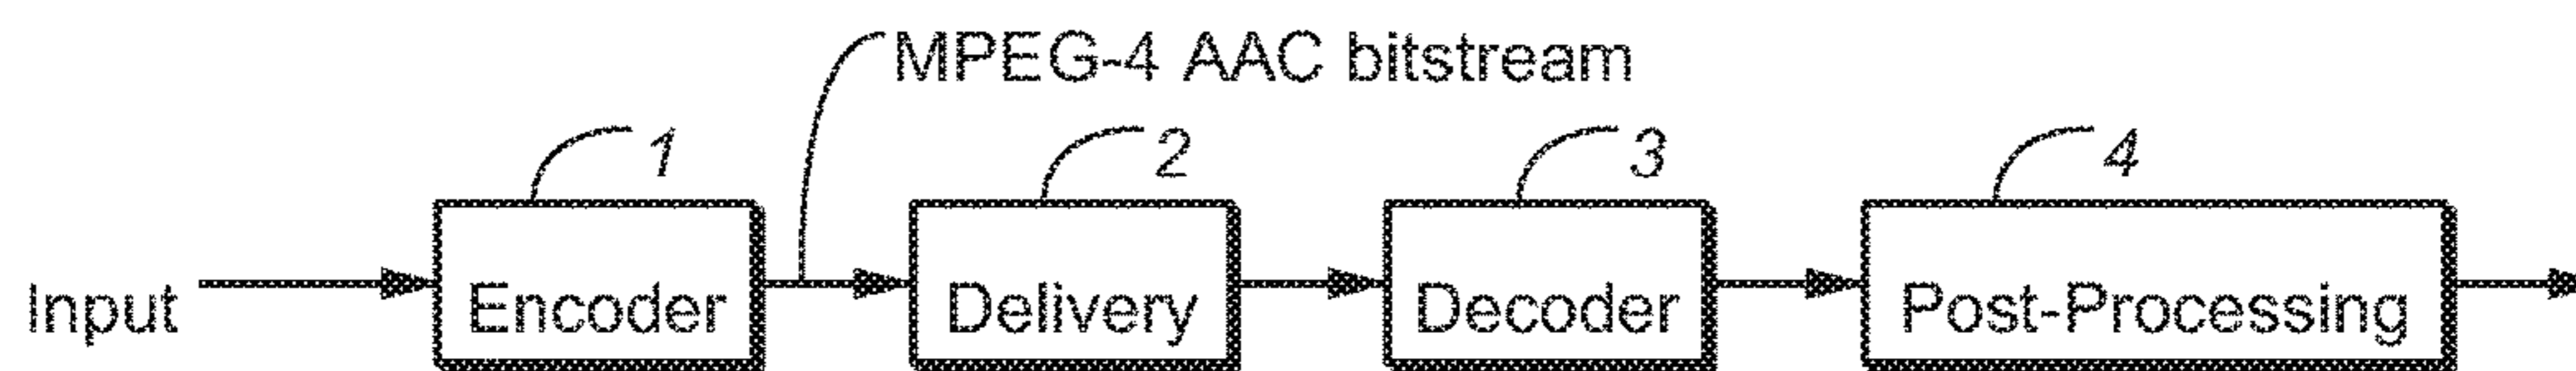 MPEG-4 AAC bitstream
1 2 3 4
Input Encoder Delivery Decoder Post-Processing